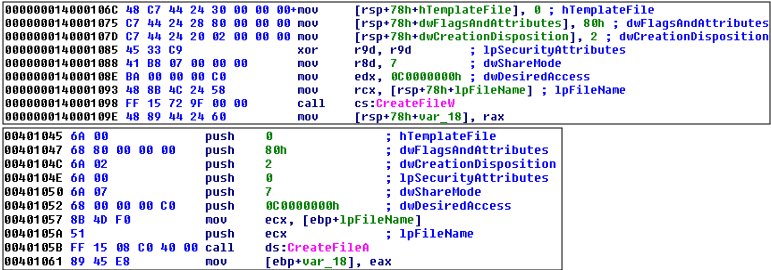 000000014000106C 48 C7 44 24 30 00 00 00+mov [rsp+78h+hTemplateFile], 0 ; hTemplateFile
0000000140001075 C7 44 24 28 80 00 00 00 mov [rsp+78h+dwFlagsAndAttributes], 80h ; dwFlagsAndAttributes
000000014000107D C7 44 24 20 02 00 00 00 mov [rsp+78h+dwCreationDisposition], 2 ; dwCreationDisposition
0000000140001085 45 33 C9 xor r9d, r9d ; lpSecurityAttributes
0000000140001088 41 B8 07 00 00 00 mov r8d, 7 ; dwShareMode
000000014000108E BA 00 00 00 C0 mov edx, 0C0000000h ; dwDesiredAccess
0000000140001093 48 8B 4C 24 58 mov rcx, [rsp+78h+lpFileName] ; lpFileName
0000000140001098 FF 15 72 9F 00 00 call cs:CreateFileW
000000014000109E 48 89 44 24 60 mov [rsp+78h+var_18], rax
00401045 6A 00 push 0 ; hTemplateFile
00401047 68 80 00 00 00 push 80h ; dwFlagsAndAttributes
0040104C 6A 02 push 2 ; dwCreationDisposition
0040104E 6A 00 push 0 ; lpSecurityAttributes
00401050 6A 07 push 7 ; dwShareMode
00401052 68 00 00 00 C0 push 0C0000000h ; dwDesiredAccess
00401057 8B 4D F0 mov ecx, [ebp+lpFileName]
0040105A 51 push ecx ; lpFileName
0040105B FF 15 08 C0 40 00 call ds:CreateFileA
00401061 89 45 E8 mov [ebp+var_18], eax